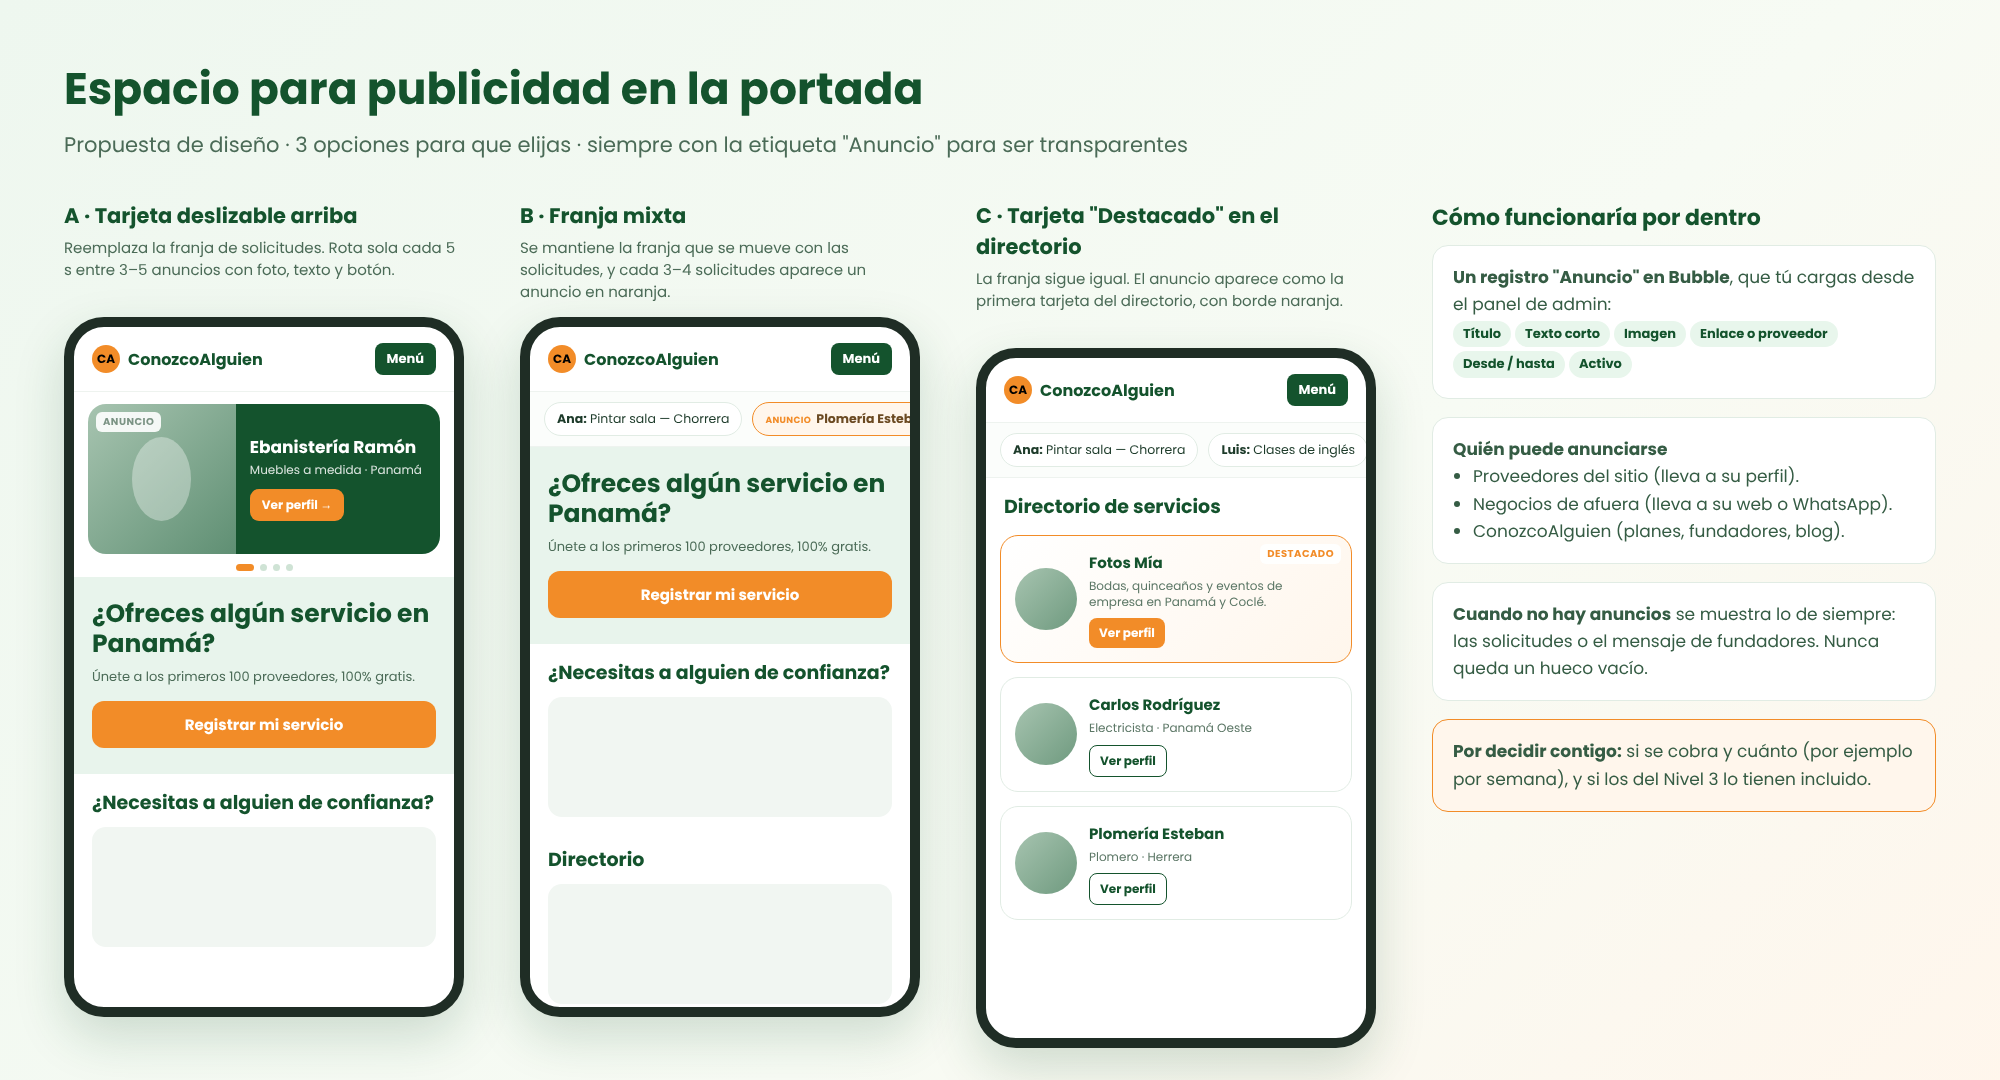 Espacio para publicidad en la portada
Propuesta de diseño · 3 opciones para que elijas · siempre con la etiqueta "Anuncio" para ser transparentes
A · Tarjeta deslizable arriba
Reemplaza la franja de solicitudes. Rota sola cada 5
s entre 3–5 anuncios con foto, texto y botón.
CA ConozcoAlguien
Menú
ANUNCIO
Ebanistería Ramón
Muebles a medida · Panamá
Ver perfil →
¿Ofreces algún servicio en
Panamá?
Únete a los primeros 100 proveedores, 100% gratis.
Registrar mi servicio
¿Necesitas a alguien de confianza?
B · Franja mixta
Se mantiene la franja que se mueve con las
solicitudes, y cada 3–4 solicitudes aparece un
anuncio en naranja.
CA ConozcoAlguien
Menú
Ana: Pintar sala — Chorrera
ANUNCIO Plomería Esteb
¿Ofreces algún servicio en
Panamá?
Únete a los primeros 100 proveedores, 100% gratis.
Registrar mi servicio
¿Necesitas a alguien de confianza?
Directorio
C · Tarjeta "Destacado" en el
directorio
La franja sigue igual. El anuncio aparece como la
primera tarjeta del directorio, con borde naranja.
CA ConozcoAlguien
Menú
Ana: Pintar sala — Chorrera
Luis: Clases de inglés
Directorio de servicios
DESTACADO
Fotos Mía
Bodas, quinceaños y eventos de
empresa en Panamá y Coclé.
Ver perfil
Carlos Rodríguez
Electricista · Panamá Oeste
Ver perfil
Plomería Esteban
Plomero · Herrera
Ver perfil
Cómo funcionaría por dentro
Un registro "Anuncio" en Bubble, que tú cargas desde
el panel de admin:
Título Texto corto Imagen Enlace o proveedor
Desde / hasta Activo
Quién puede anunciarse
• Proveedores del sitio (lleva a su perfil).
• Negocios de afuera (lleva a su web o WhatsApp).
• ConozcoAlguien (planes, fundadores, blog).
Cuando no hay anuncios se muestra lo de siempre:
las solicitudes o el mensaje de fundadores. Nunca
queda un hueco vacío.
Por decidir contigo: si se cobra y cuánto (por ejemplo
por semana), y si los del Nivel 3 lo tienen incluido.